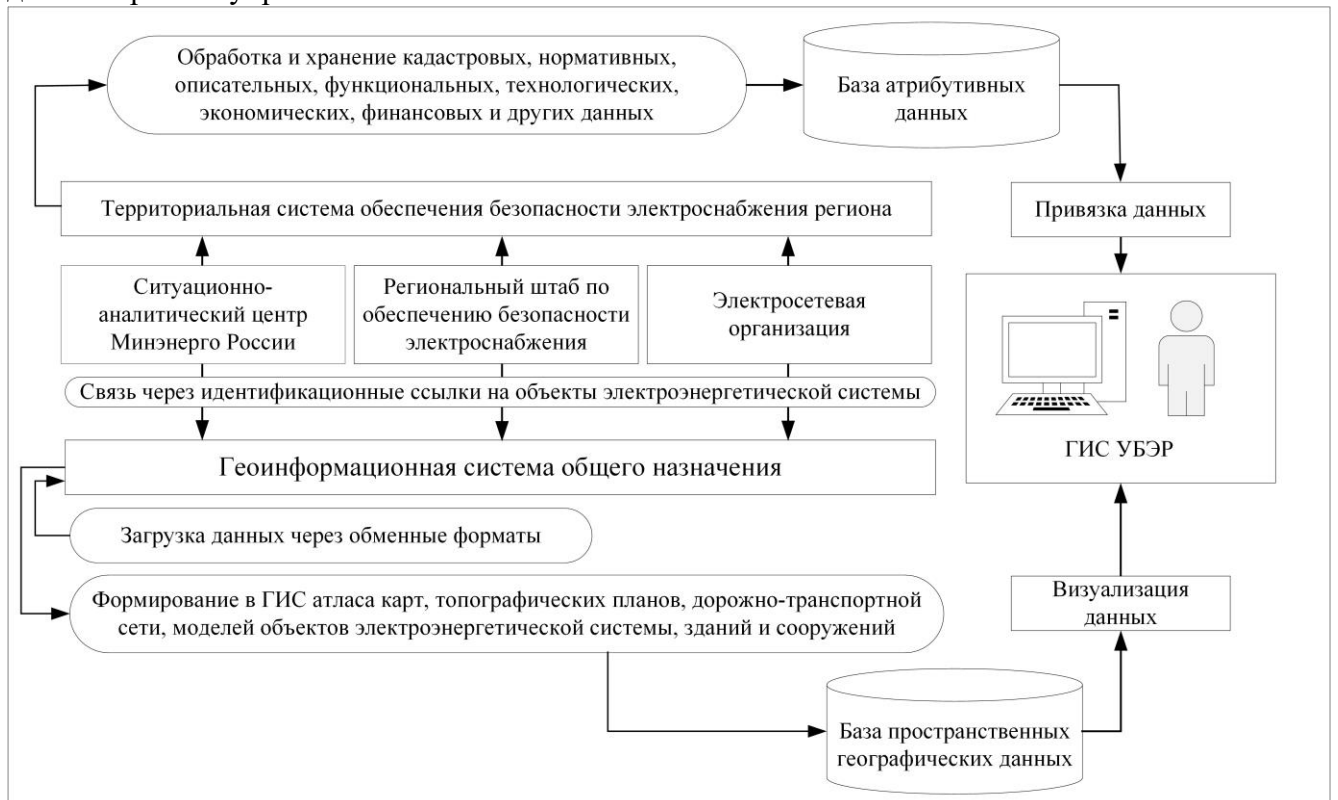 Обработка и хранение кадастровых, нормативных,
описательных, функциональных, технологических,
экономических, финансовых и других данных
База атрибутивных
данных
Территориальная система обеспечения безопасности электроснабжения региона
Привязка данных
Ситуационно-
аналитический центр
Минэнерго России
Региональный штаб по
обеспечению безопасности
электроснабжения
Электросетевая
организация
Связь через идентификационные ссылки на объекты электроэнергетической системы
ГИС УБЭР
Геоинформационная система общего назначения
Загрузка данных через обменные форматы
Формирование в ГИС атласа карт, топографических планов, дорожно-транспортной
сети, моделей объектов электроэнергетической системы, зданий и сооружений
Визуализация
данных
База пространственных
географических данных